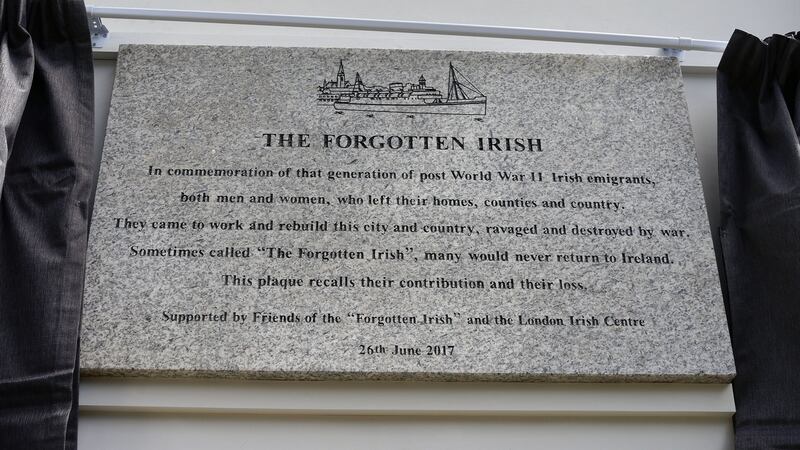 THE FORGOTTEN IRISH
In commemoration of that generation of post World War II Irish emigrants,
both men and women, who left their homes, counties and country.
They came to work and rebuild this city and country, ravaged and destroyed by war.
Sometimes called “The Forgotten Irish”, many would never return to Ireland.
This plaque recalls their contribution and their loss.
Supported by Friends of the “Forgotten Irish” and the London Irish Centre
26th June 2017